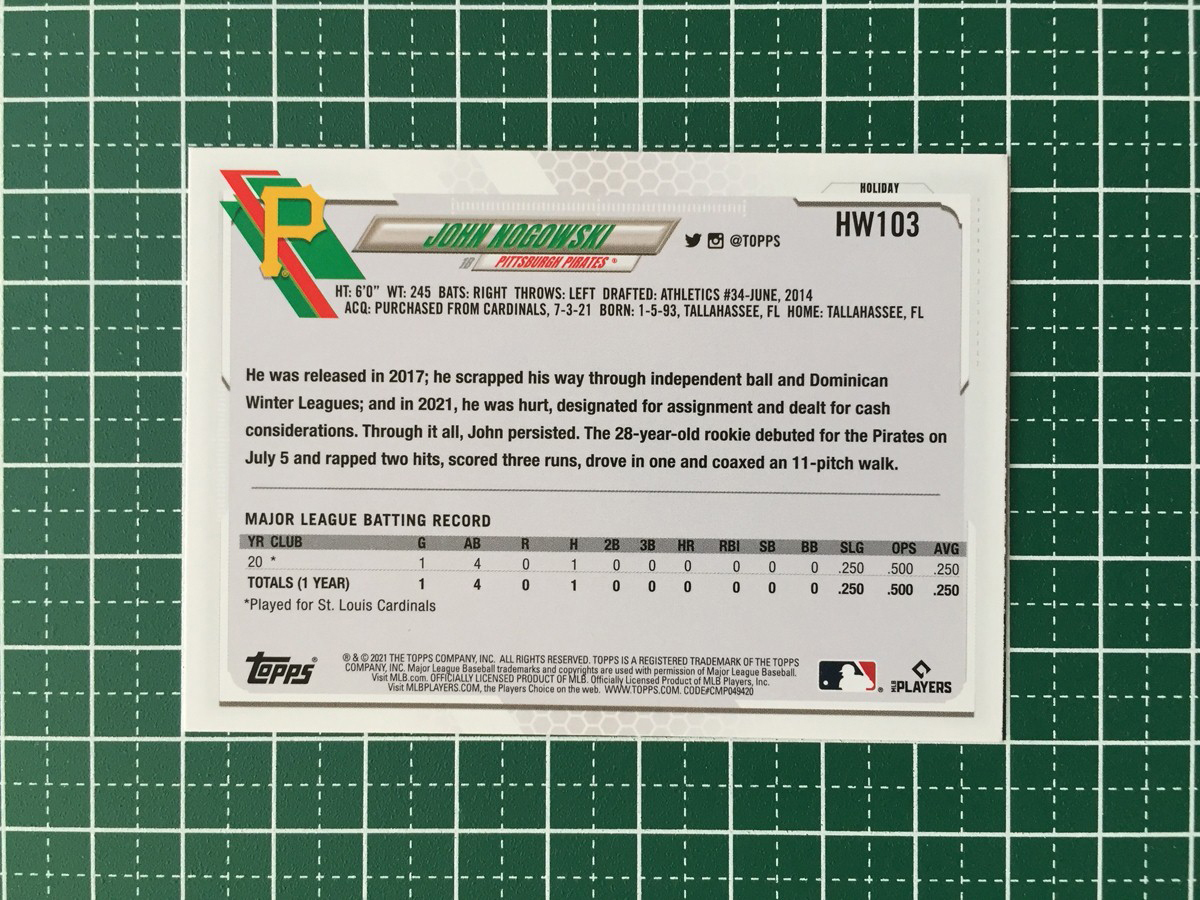 HOLIDAY
HW103
P
JOHN NOGOWSKI
@TOPPS
1B PITTSBURGH PIRATES ®
HT: 6'0" WT: 245 BATS: RIGHT THROWS: LEFT DRAFTED: ATHLETICS #34-JUNE, 2014
ACQ: PURCHASED FROM CARDINALS, 7-3-21 BORN: 1-5-93, TALLAHASSEE, FL HOME: TALLAHASSEE, FL
He was released in 2017; he scrapped his way through independent ball and Dominican
Winter Leagues; and in 2021, he was hurt, designated for assignment and dealt for cash
considerations. Through it all, John persisted. The 28-year-old rookie debuted for the Pirates on
July 5 and rapped two hits, scored three runs, drove in one and coaxed an 11-pitch walk.
MAJOR LEAGUE BATTING RECORD
YR CLUB G AB R H 2B 3B HR RBI SB BB SLG OPS AVG
20 * 1 4 0 1 0 0 0 0 0 0 .250 .500 .250
TOTALS (1 YEAR) 1 4 0 1 0 0 0 0 0 0 .250 .500 .250
*Played for St. Louis Cardinals
topps®
® & © 2021 THE TOPPS COMPANY, INC. ALL RIGHTS RESERVED. TOPPS IS A REGISTERED TRADEMARK OF THE TOPPS
COMPANY, INC. Major League Baseball trademarks and copyrights are used with permission of Major League Baseball.
Visit MLB.com. OFFICIALLY LICENSED PRODUCT OF MLB. Officially Licensed Product of MLB Players, Inc.
Visit MLBPLAYERS.COM, the Players Choice on the web. WWW.TOPPS.COM. CODE#CMP049420
MLB PLAYERS